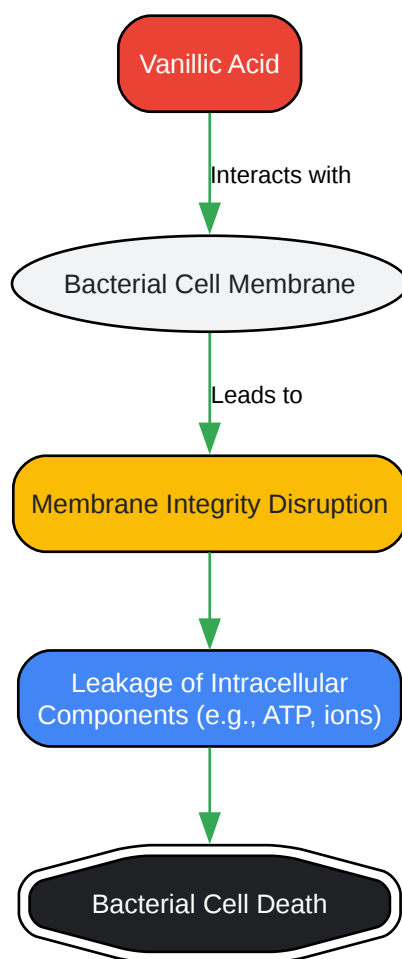 Vanillic Acid
Interacts with
Bacterial Cell Membrane
Leads to
Membrane Integrity Disruption
Leakage of Intracellular
Components (e.g., ATP, ions)
Bacterial Cell Death